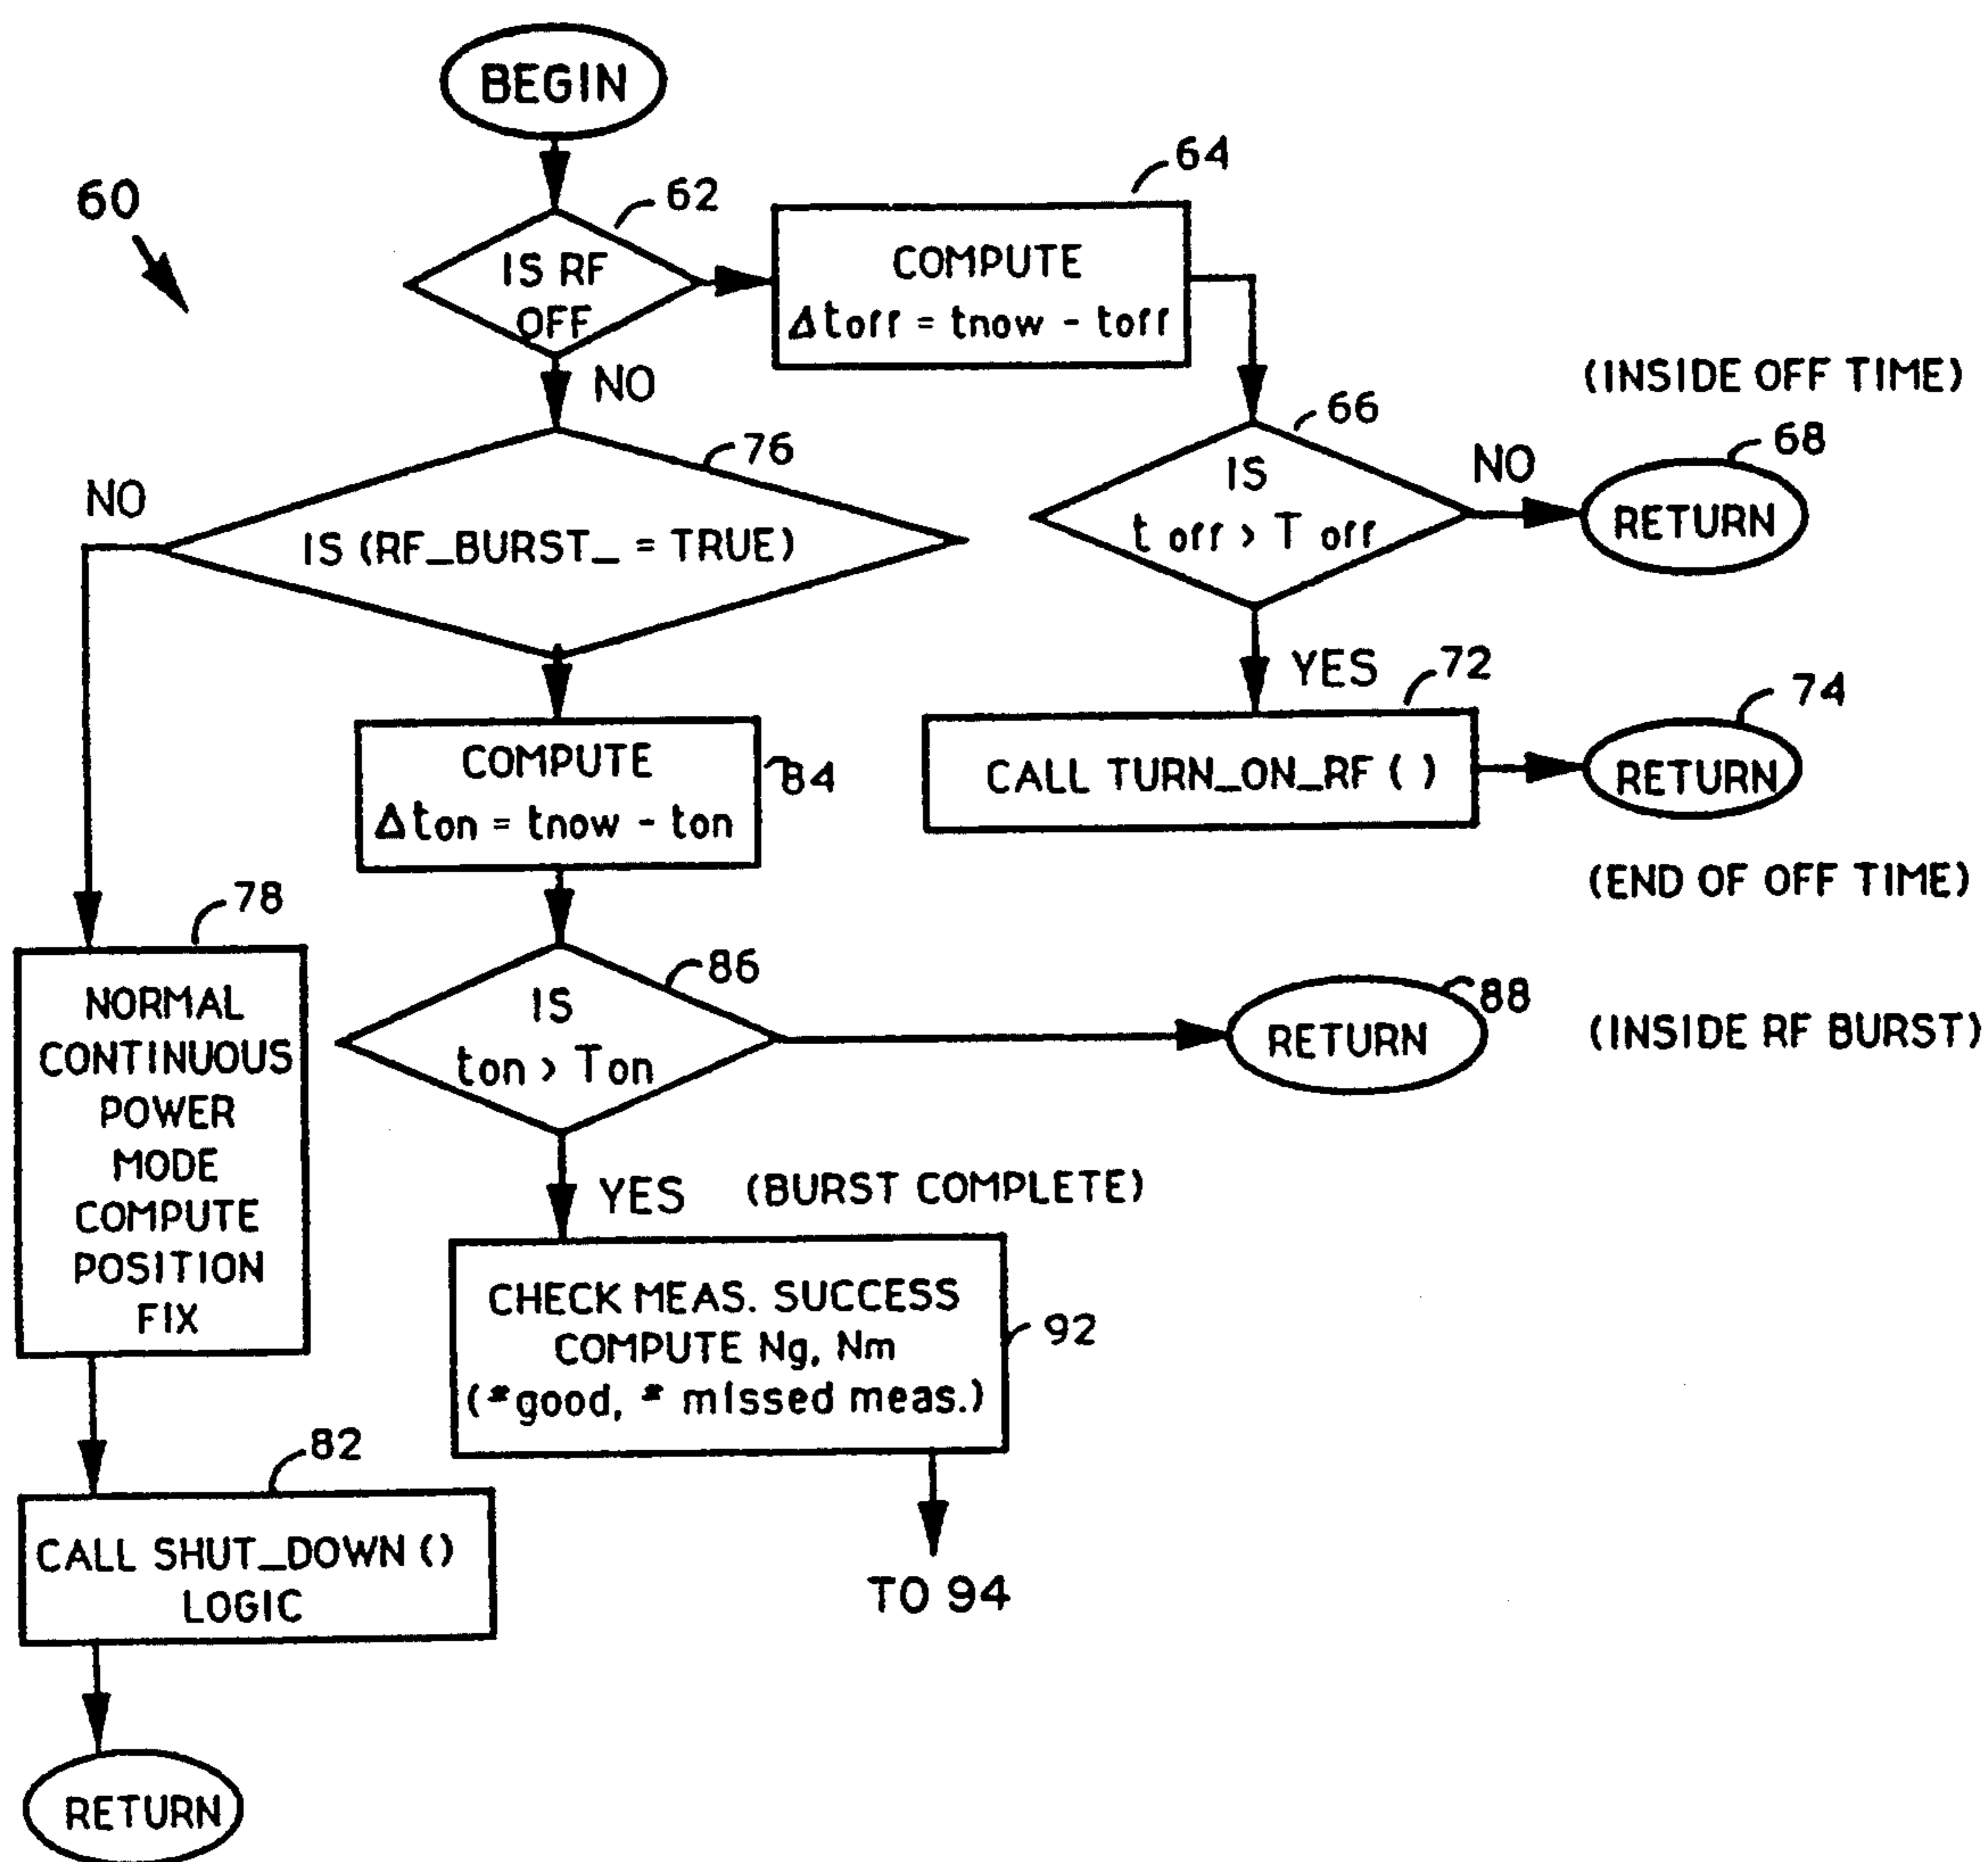 BEGIN
60
62
64
IS RF
OFF
COMPUTE
Δtoff = tnow - toff
NO
(INSIDE OFF TIME)
66
68
IS
t off > T off
NO
RETURN
76
NO
IS (RF_BURST_ = TRUE)
YES
72
74
CALL TURN_ON_RF ( )
RETURN
(END OF OFF TIME)
COMPUTE
Δton = tnow - ton
84
78
NORMAL
CONTINUOUS
POWER
MODE
COMPUTE
POSITION
FIX
86
IS
ton > Ton
88
RETURN
(INSIDE RF BURST)
YES
(BURST COMPLETE)
CHECK MEAS. SUCCESS
COMPUTE Ng, Nm
(*good, * missed meas.)
92
82
CALL SHUT_DOWN ()
LOGIC
TO 94
RETURN